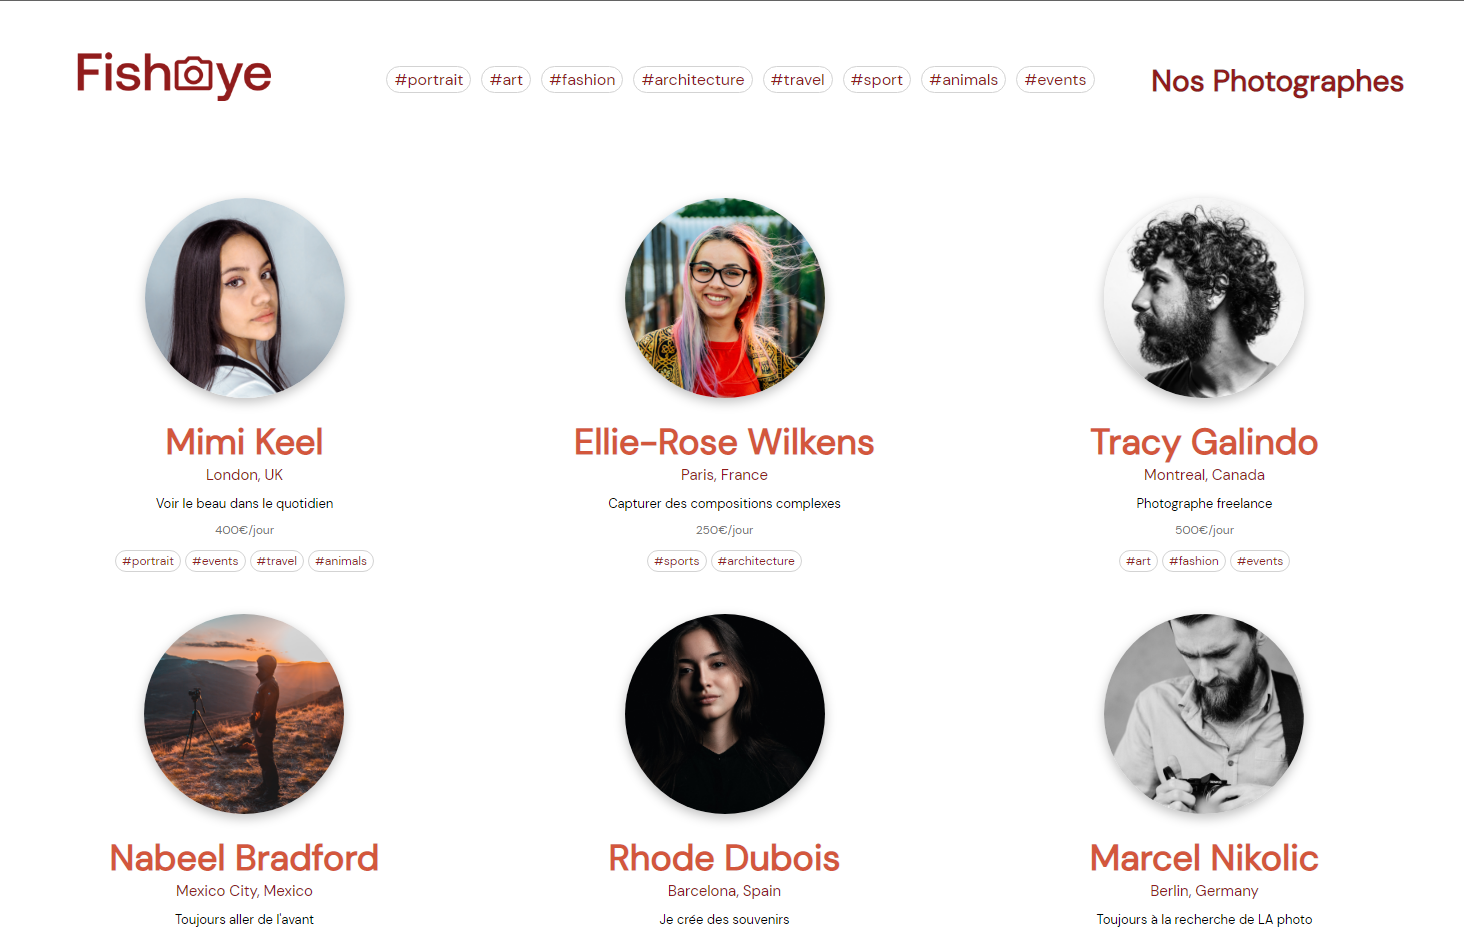 Fisheye
#portrait #art #fashion #architecture #travel #sport #animals #events
Nos Photographes
Mimi Keel
London, UK
Voir le beau dans le quotidien
400€/jour
#portrait #events #travel #animals
Ellie-Rose Wilkens
Paris, France
Capturer des compositions complexes
250€/jour
#sports #architecture
Tracy Galindo
Montreal, Canada
Photographe freelance
500€/jour
#art #fashion #events
Nabeel Bradford
Mexico City, Mexico
Toujours aller de l'avant
Rhode Dubois
Barcelona, Spain
Je crée des souvenirs
Marcel Nikolic
Berlin, Germany
Toujours à la recherche de LA photo